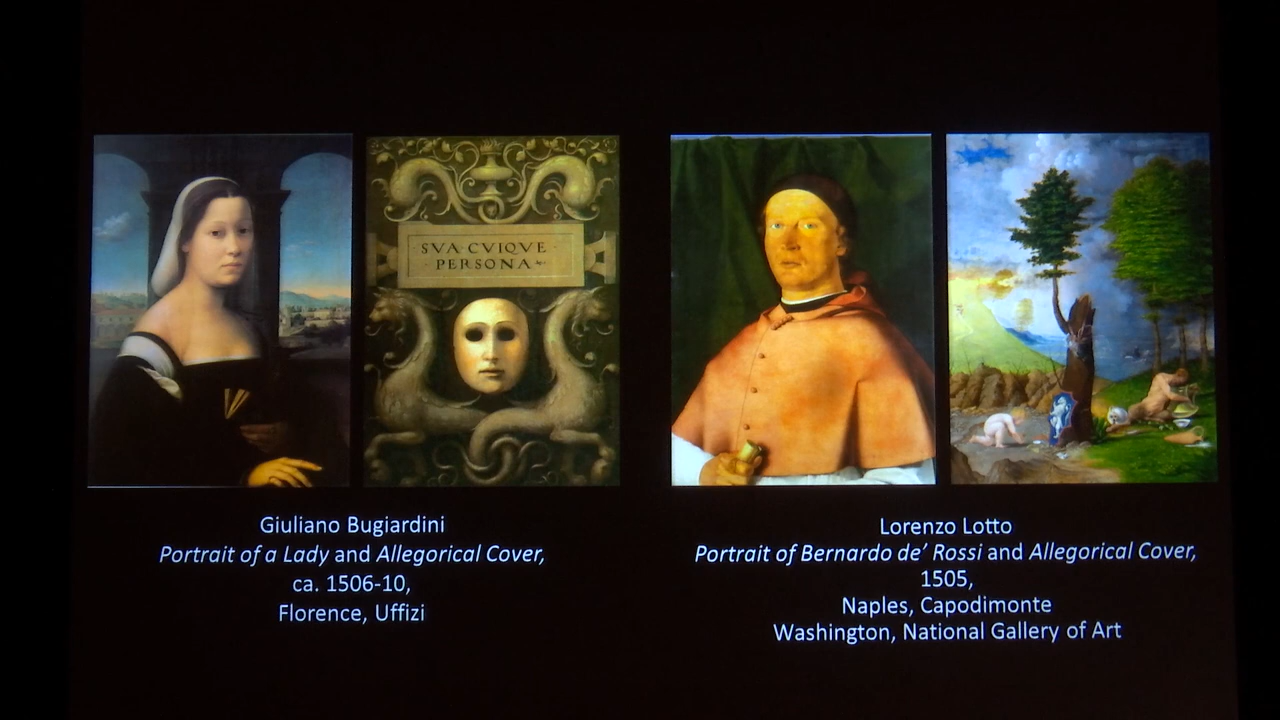 SVA CVIQVE
PERSONA
Giuliano Bugiardini
Portrait of a Lady and Allegorical Cover,
ca. 1506-10,
Florence, Uffizi
Lorenzo Lotto
Portrait of Bernardo de’ Rossi and Allegorical Cover,
1505,
Naples, Capodimonte
Washington, National Gallery of Art